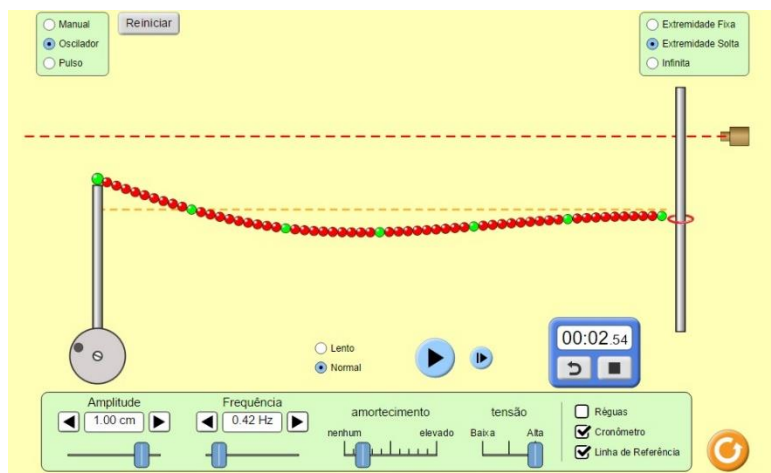 Manual
Oscilador
Pulso
Reiniciar
Extremidade Fixa
Extremidade Solta
Infinita
Lento
Normal
00:02.54
Amplitude
1.00 cm
Frequência
0.42 Hz
amortecimento
nenhum elevado
tensão
Baixa Alta
Règuas
Cronômetro
Linha de Referência